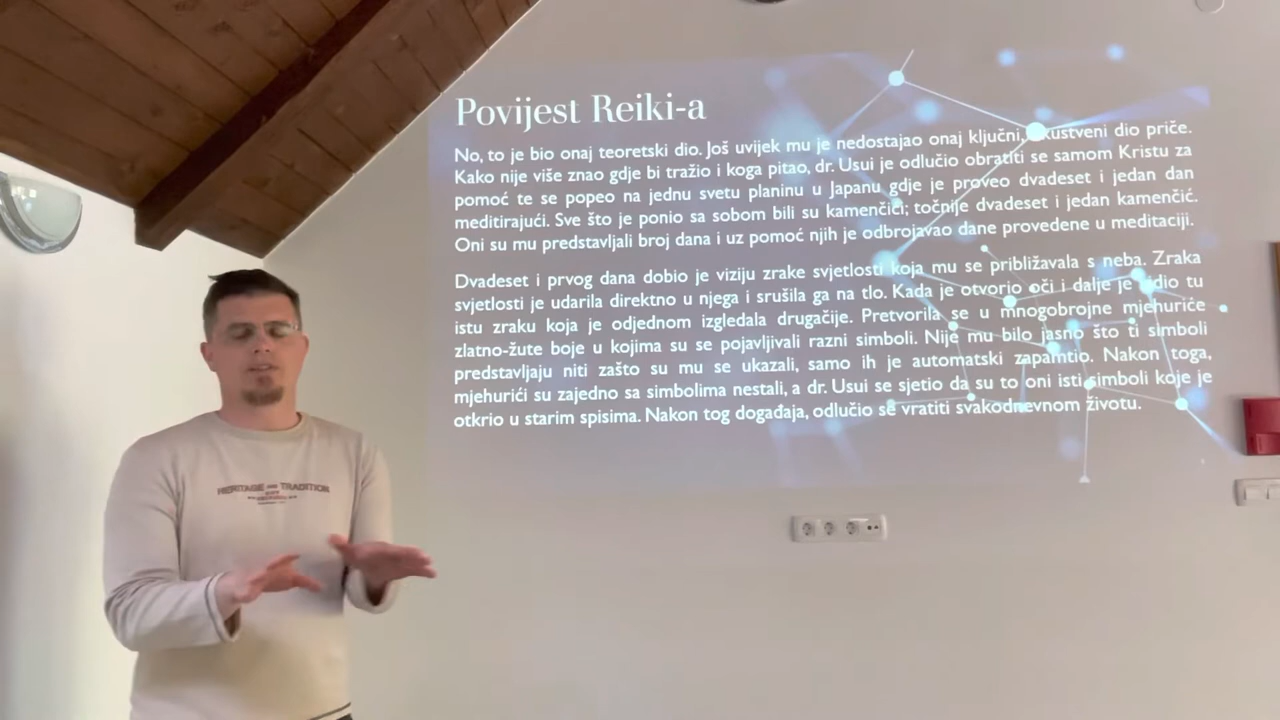 Povijest Reiki-a
No, to je bio onaj teoretski dio. Još uvijek mu je nedostajao onaj ključni, iskustveni dio priče.
Kako nije više znao gdje bi tražio i koga pitao, dr. Usui je odlučio obratiti se samom Kristu za
pomoć te se popeo na jednu svetu planinu u Japanu gdje je proveo dvadeset i jedan dan
meditirajući. Sve što je ponio sa sobom bili su kamenčići; točnije dvadeset i jedan kamenčić.
Oni su mu predstavljali broj dana i uz pomoć njih je odbrojavao dane provedene u meditaciji.
Dvadeset i prvog dana dobio je viziju zrake svjetlosti koja mu se približavala s neba. Zraka
svjetlosti je udarila direktno u njega i srušila ga na tlo. Kada je otvorio oči i dalje je vidio tu
istu zraku koja je odjednom izgledala drugačije. Pretvorila se u mnogobrojne mjehuriće
zlatno-žute boje u kojima su se pojavljivali razni simboli. Nije mu bilo jasno što ti simboli
predstavljaju niti zašto su mu se ukazali, samo ih je automatski zapamtio. Nakon toga,
mjehurići su zajedno sa simbolima nestali, a dr. Usui se sjetio da su to oni isti simboli koje je
otkrio u starim spisima. Nakon tog događaja, odlučio se vratiti svakodnevnom životu.
HERITAGE AND TRADITION